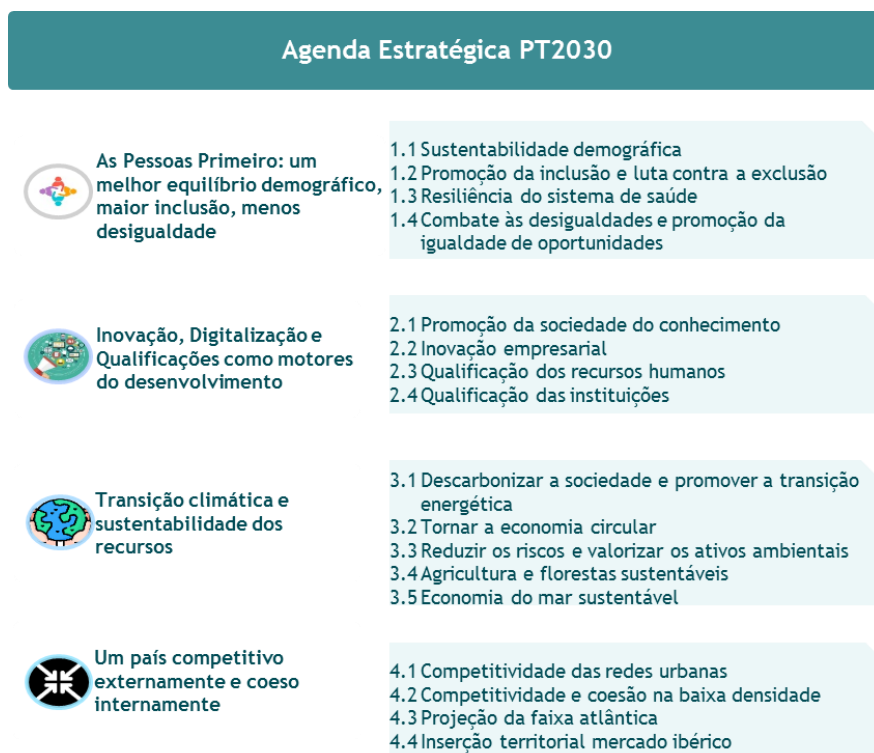 Agenda Estratégica PT2030
As Pessoas Primeiro: um
melhor equilíbrio demográfico,
maior inclusão, menos
desigualdade
1.1 Sustentabilidade demográfica
1.2 Promoção da inclusão e luta contra a exclusão
1.3 Resiliência do sistema de saúde
1.4 Combate às desigualdades e promoção da
igualdade de oportunidades
Inovação, Digitalização e
Qualificações como motores
do desenvolvimento
2.1 Promoção da sociedade do conhecimento
2.2 Inovação empresarial
2.3 Qualificação dos recursos humanos
2.4 Qualificação das instituições
Transição climática e
sustentabilidade dos
recursos
3.1 Descarbonizar a sociedade e promover a transição
energética
3.2 Tornar a economia circular
3.3 Reduzir os riscos e valorizar os ativos ambientais
3.4 Agricultura e florestas sustentáveis
3.5 Economia do mar sustentável
Um país competitivo
externamente e coeso
internamente
4.1 Competitividade das redes urbanas
4.2 Competitividade e coesão na baixa densidade
4.3 Projeção da faixa atlântica
4.4 Inserção territorial mercado ibérico